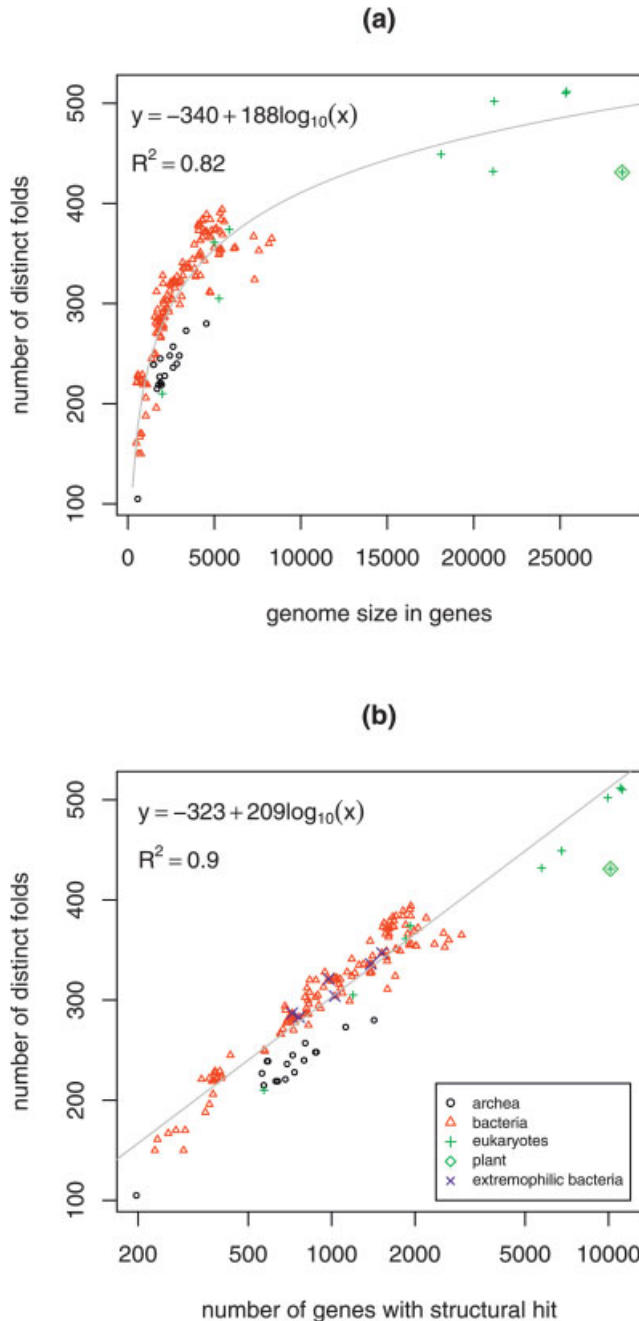 (a)
y = −340 + 188log₁₀(x)
R² = 0.82
number of distinct folds
100
200
300
400
500
0
5000
10000
15000
20000
25000
genome size in genes
(b)
y = −323 + 209log₁₀(x)
R² = 0.9
number of distinct folds
100
200
300
400
500
archea
bacteria
eukaryotes
plant
extremophilic bacteria
200
500
1000
2000
5000
10000
number of genes with structural hit